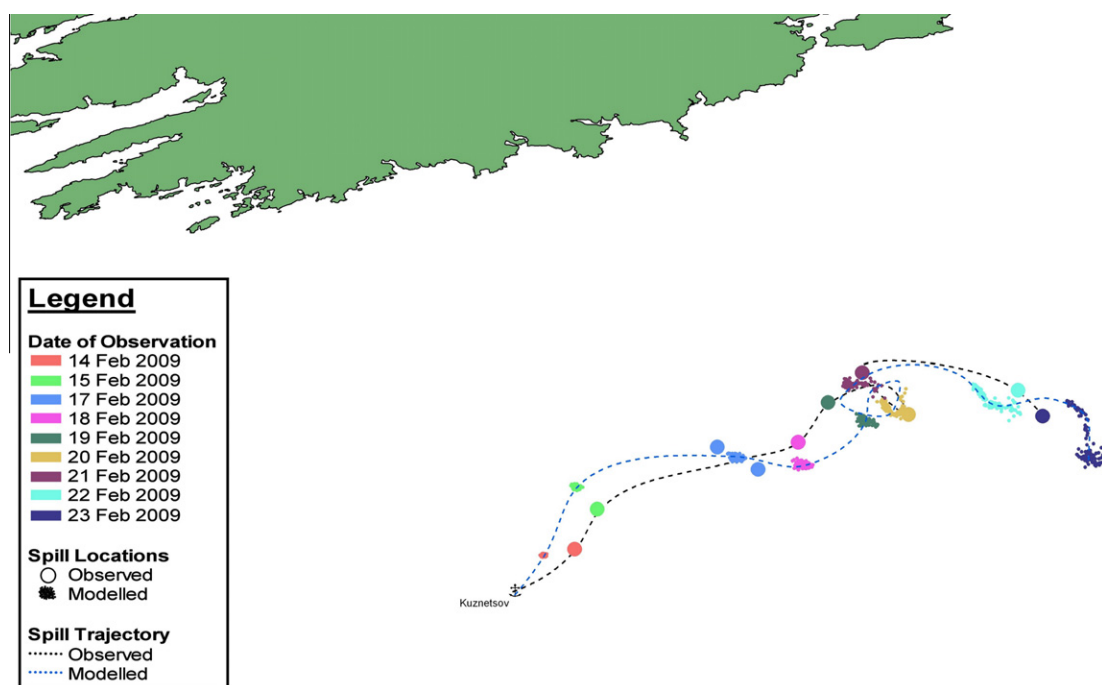 Legend
Date of Observation
14 Feb 2009
15 Feb 2009
17 Feb 2009
18 Feb 2009
19 Feb 2009
20 Feb 2009
21 Feb 2009
22 Feb 2009
23 Feb 2009
Spill Locations
Observed
Modelled
Spill Trajectory
Observed
Modelled
Kuznetsov